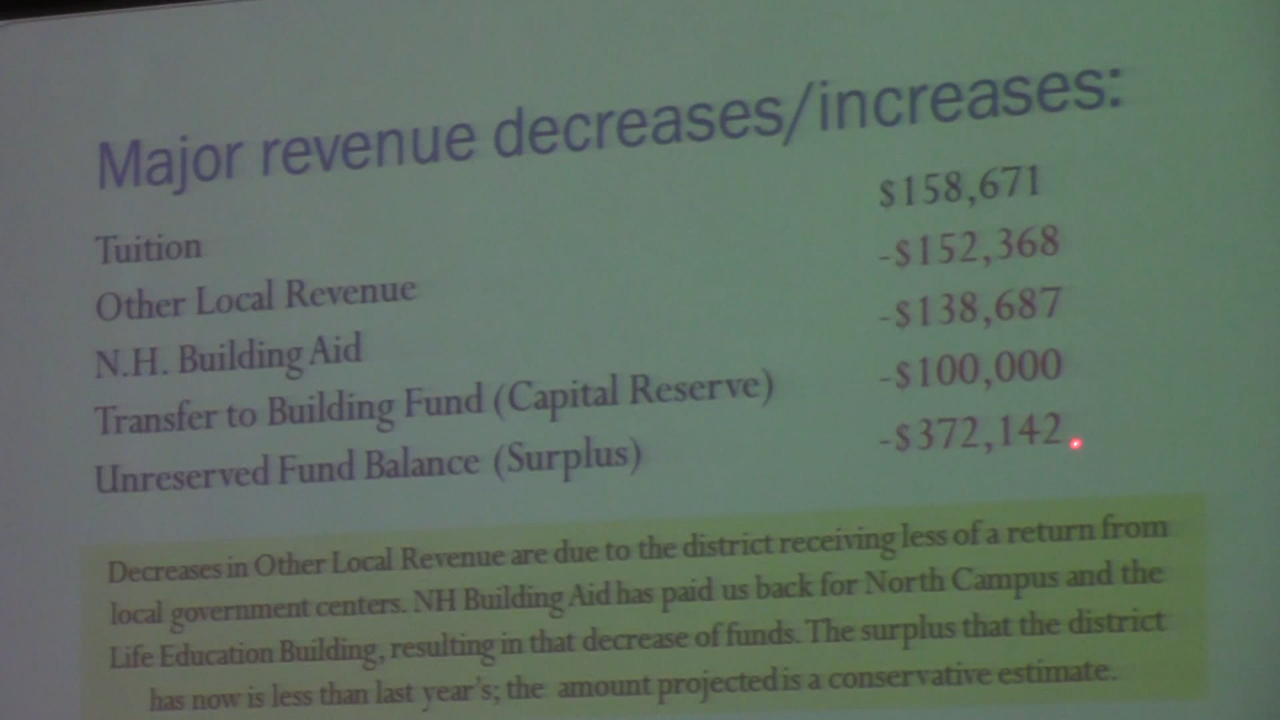 Major revenue decreases/increases:
Tuition $158,671
Other Local Revenue -$152,368
N.H. Building Aid -$138,687
Transfer to Building Fund (Capital Reserve) -$100,000
Unreserved Fund Balance (Surplus) -$372,142
Decreases in Other Local Revenue are due to the district receiving less of a return from
local government centers. NH Building Aid has paid us back for North Campus and the
Life Education Building, resulting in that decrease of funds. The surplus that the district
has now is less than last year's; the amount projected is a conservative estimate.